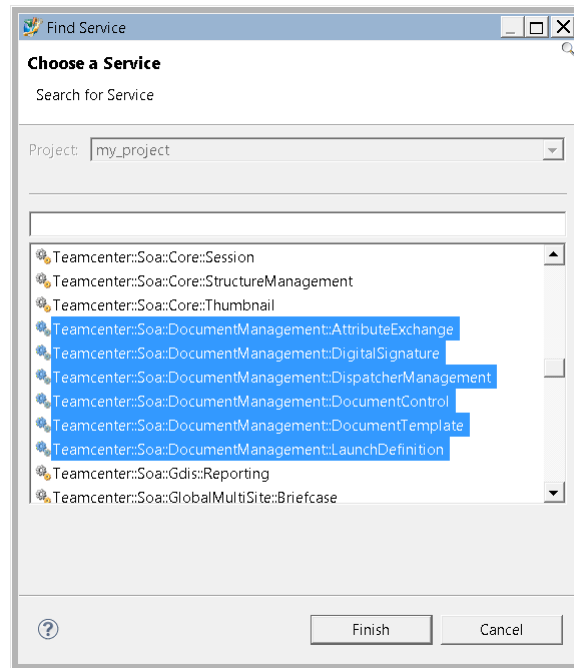 Find Service
Choose a Service
Search for Service
Project: my_project
Teamcenter::Soa::Core::Session
Teamcenter::Soa::Core::StructureManagement
Teamcenter::Soa::Core::Thumbnail
Teamcenter::Soa::DocumentManagement::AttributeExchange
Teamcenter::Soa::DocumentManagement::DigitalSignature
Teamcenter::Soa::DocumentManagement::DispatcherManagement
Teamcenter::Soa::DocumentManagement::DocumentControl
Teamcenter::Soa::DocumentManagement::DocumentTemplate
Teamcenter::Soa::DocumentManagement::LaunchDefinition
Teamcenter::Soa::Gdis::Reporting
Teamcenter::Soa::GlobalMultiSite::Briefcase
? Finish Cancel